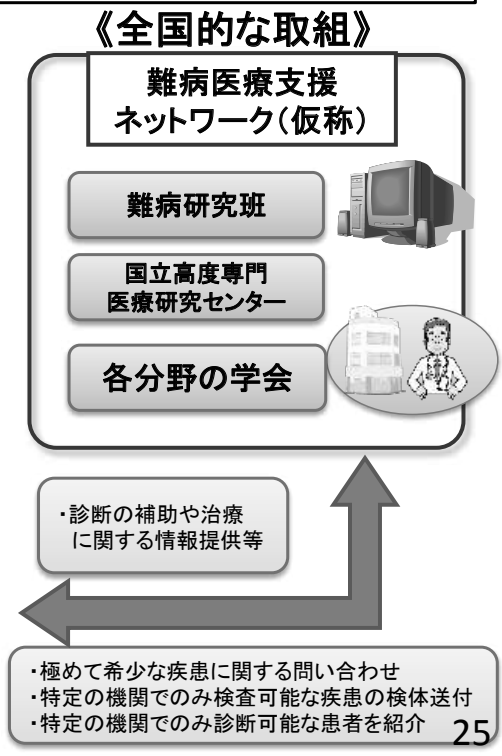 《全国的な取組》
難病医療支援
ネットワーク(仮称)
難病研究班
国立高度専門
医療研究センター
各分野の学会
・診断の補助や治療
に関する情報提供等
・極めて希少な疾患に関する問い合わせ
・特定の機関でのみ検査可能な疾患の検体送付
・特定の機関でのみ診断可能な患者を紹介
25